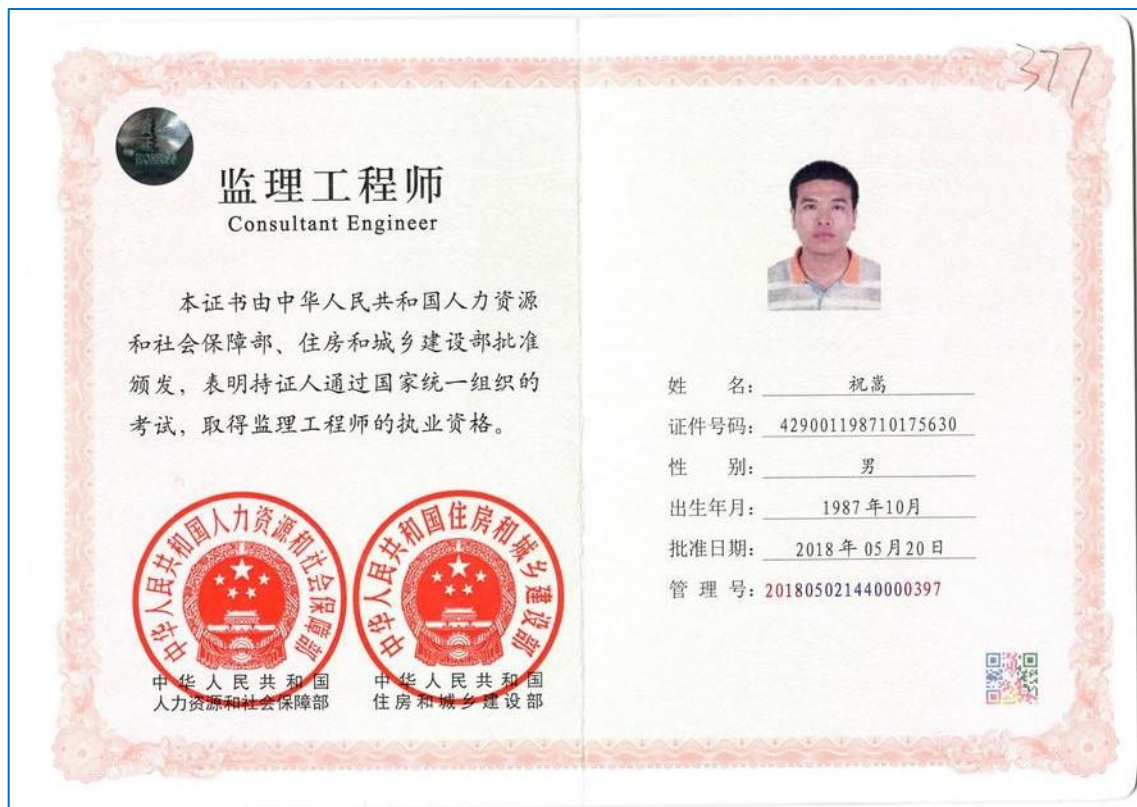 377
监理工程师
Consultant Engineer
本证书由中华人民共和国人力资源
和社会保障部、住房和城乡建设部批准
颁发，表明持证人通过国家统一组织的
考试，取得监理工程师的执业资格。
中华人民共和国人力资源和社会保障部
中华人民共和国
人力资源和社会保障部
中华人民共和国住房和城乡建设部
中华人民共和国
住房和城乡建设部
姓 名：祝嵩
证件号码：429001198710175630
性 别：男
出生年月：1987年10月
批准日期：2018年05月20日
管 理 号：201805021440000397